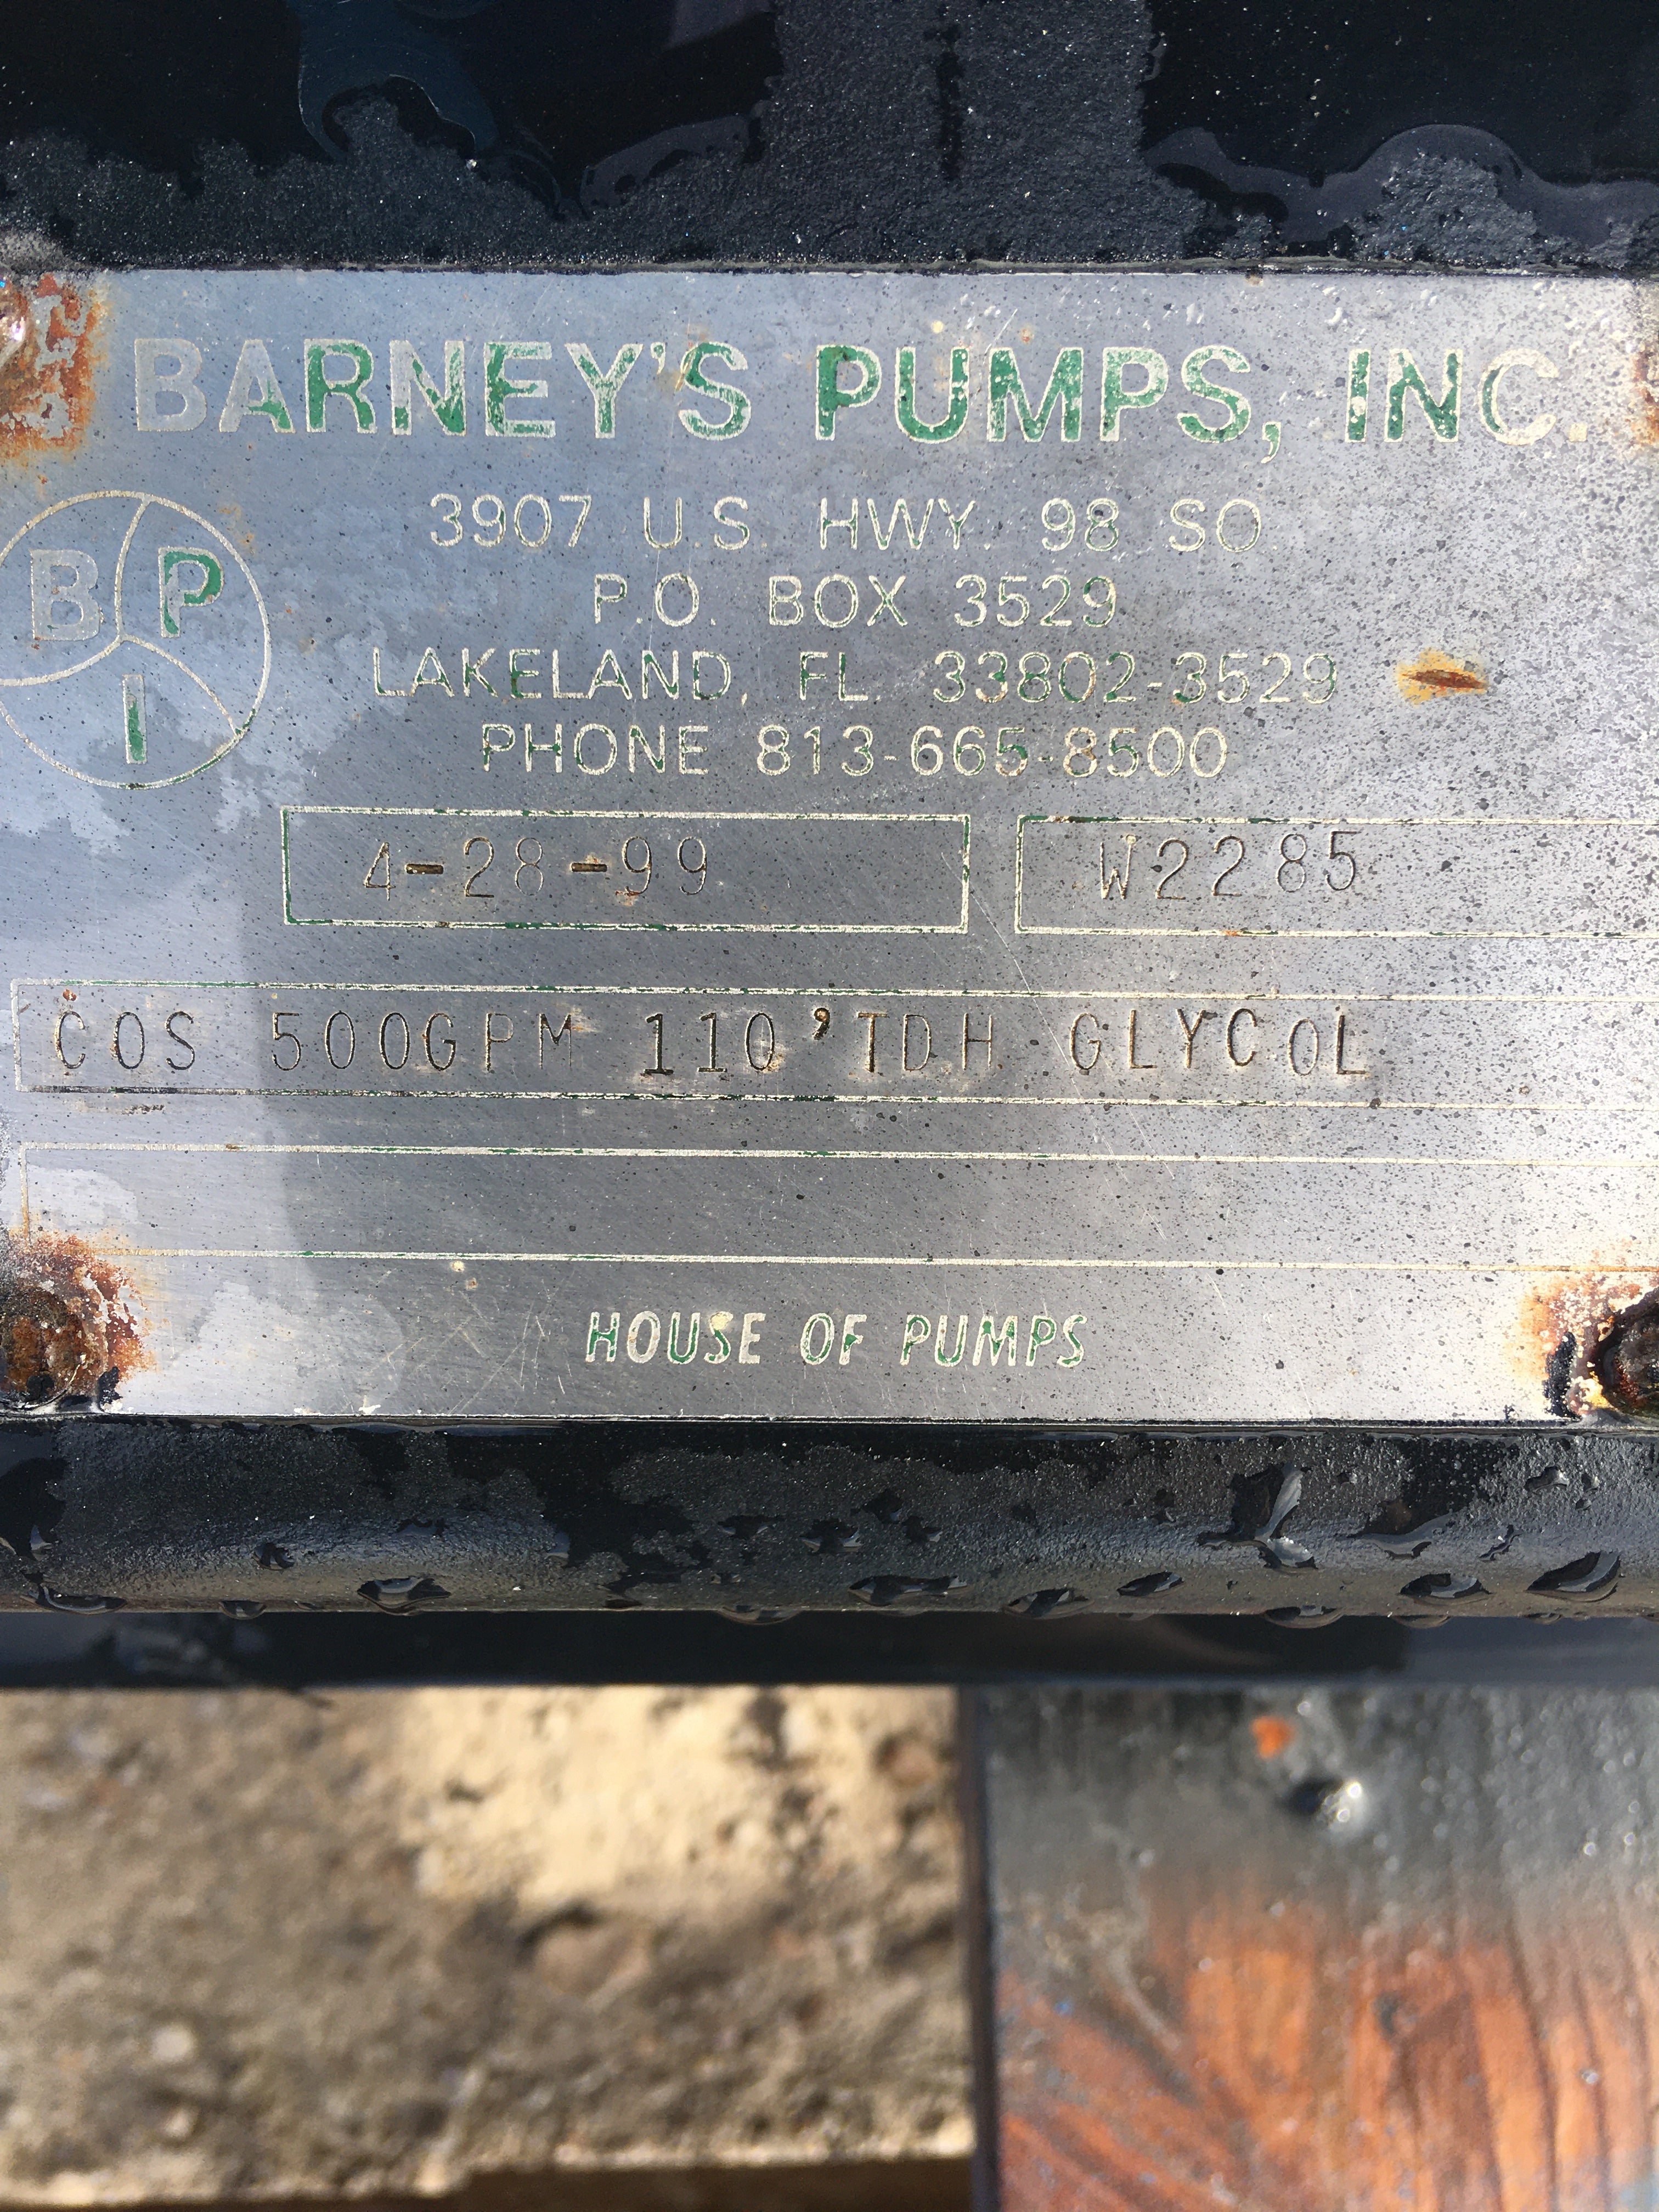 BARNEY'S PUMPS, INC.
3907 U.S. HWY. 98 SO.
P.O. BOX 3529
LAKELAND, FL 33802-3529
PHONE 813-665-8500
B P I
4-28-99 W2285
COS 500GPM 110'TDH GLYCOL
HOUSE OF PUMPS